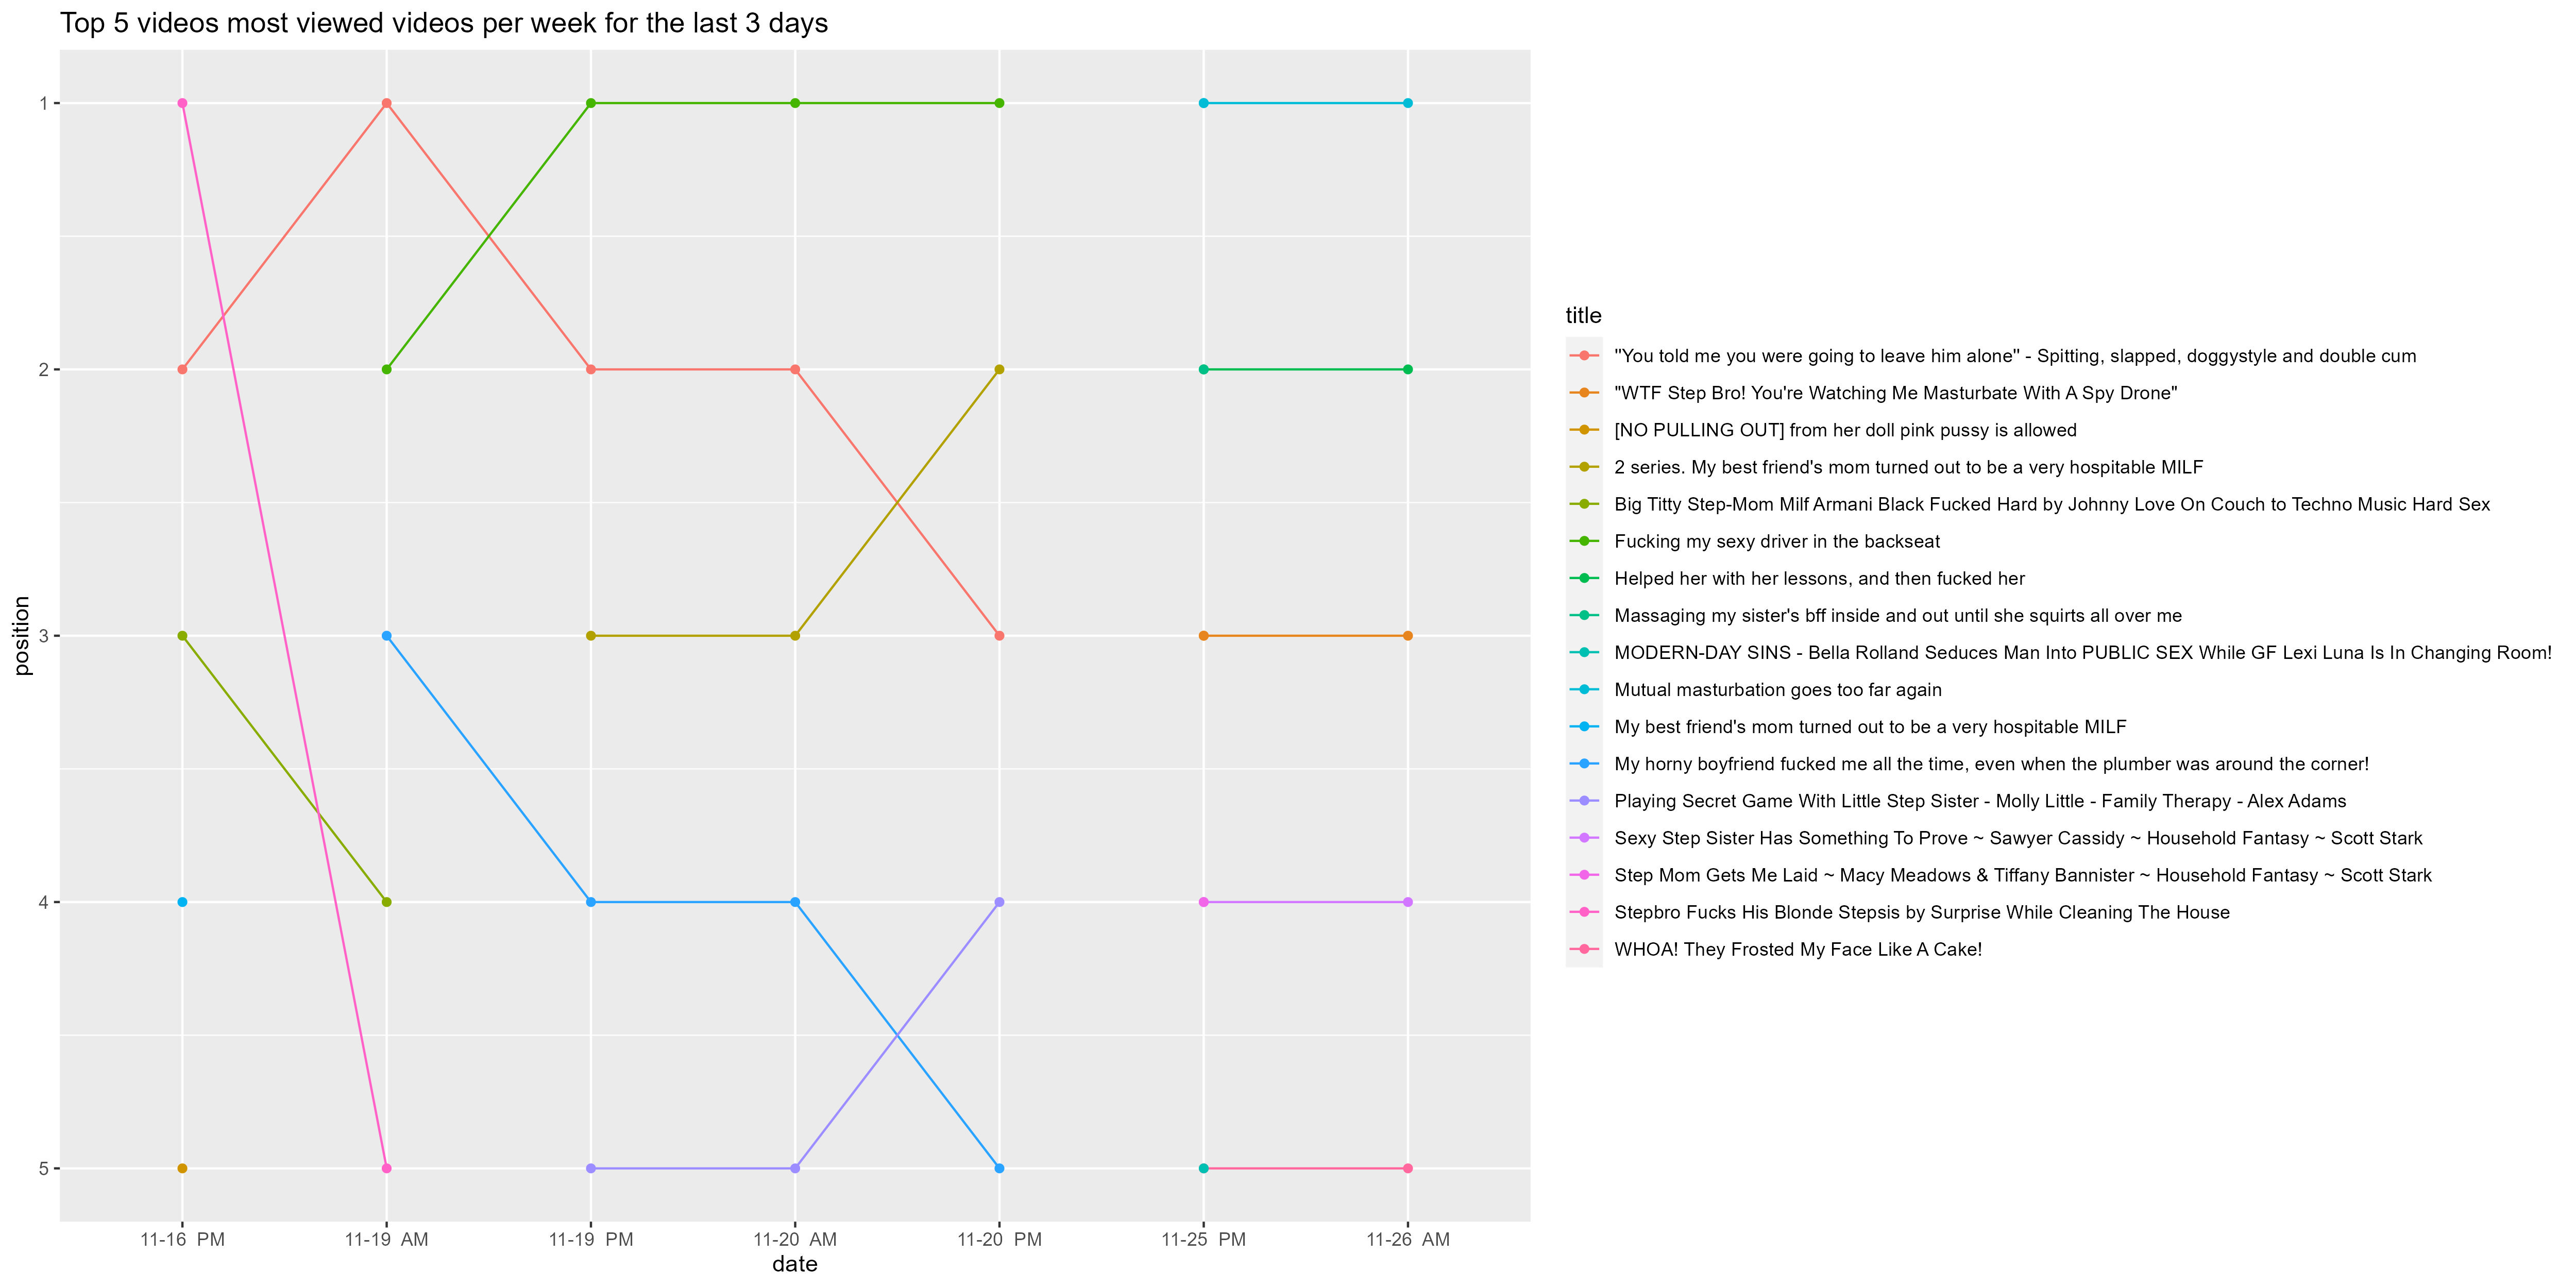 Top 5 videos most viewed videos per week for the last 3 days
position
1
2
3
4
5
11-16 PM
11-19 AM
11-19 PM
11-20 AM
11-20 PM
11-25 PM
11-26 AM
date
title
"You told me you were going to leave him alone" - Spitting, slapped, doggystyle and double cum
"WTF Step Bro! You're Watching Me Masturbate With A Spy Drone"
[NO PULLING OUT] from her doll pink pussy is allowed
2 series. My best friend's mom turned out to be a very hospitable MILF
Big Titty Step-Mom Milf Armani Black Fucked Hard by Johnny Love On Couch to Techno Music Hard Sex
Fucking my sexy driver in the backseat
Helped her with her lessons, and then fucked her
Massaging my sister's bff inside and out until she squirts all over me
MODERN-DAY SINS - Bella Rolland Seduces Man Into PUBLIC SEX While GF Lexi Luna Is In Changing Room!
Mutual masturbation goes too far again
My best friend's mom turned out to be a very hospitable MILF
My horny boyfriend fucked me all the time, even when the plumber was around the corner!
Playing Secret Game With Little Step Sister - Molly Little - Family Therapy - Alex Adams
Sexy Step Sister Has Something To Prove ~ Sawyer Cassidy ~ Household Fantasy ~ Scott Stark
Step Mom Gets Me Laid ~ Macy Meadows & Tiffany Bannister ~ Household Fantasy ~ Scott Stark
Stepbro Fucks His Blonde Stepsis by Surprise While Cleaning The House
WHOA! They Frosted My Face Like A Cake!